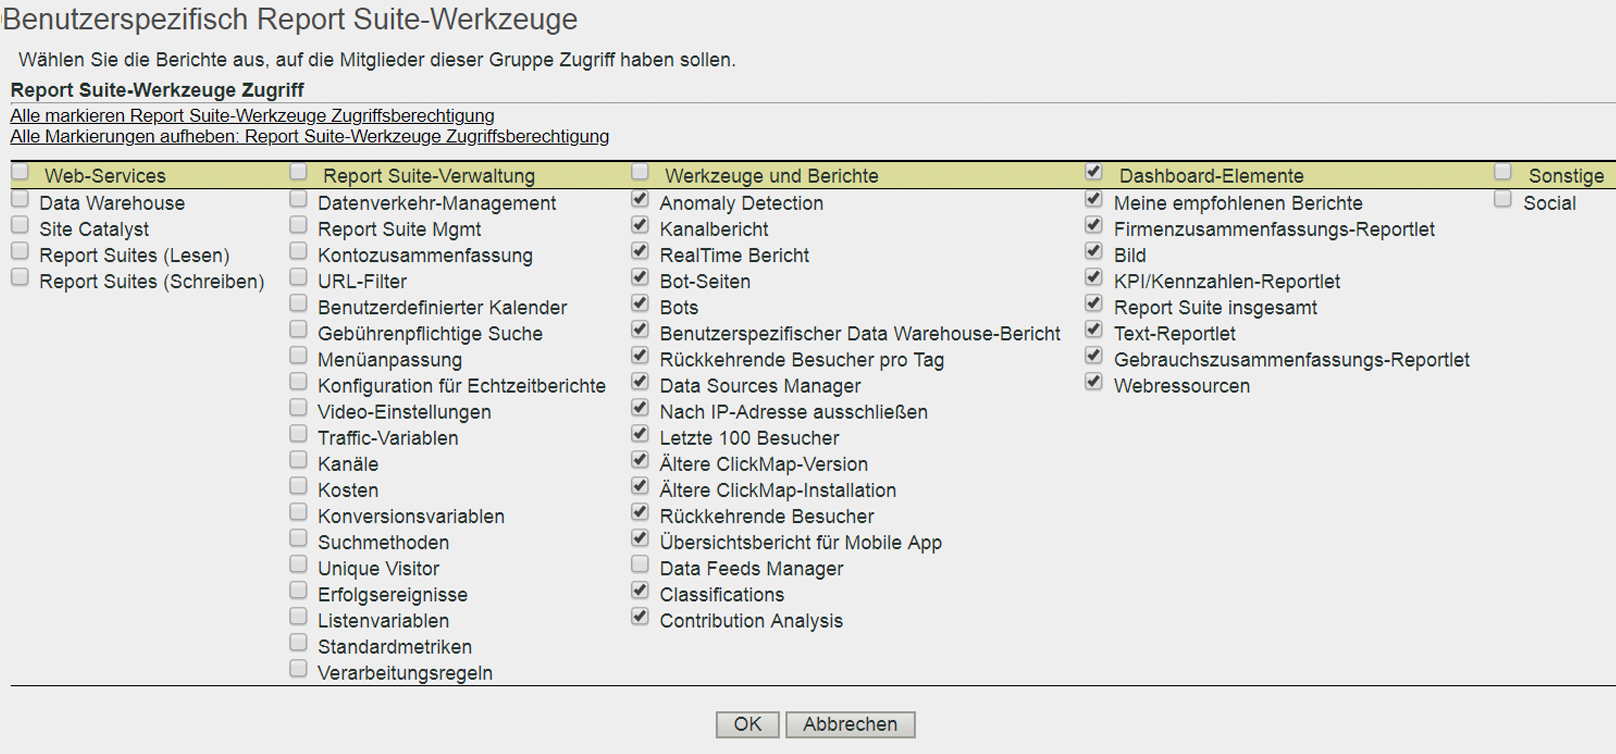 Benutzerspezifisch Report Suite-Werkzeuge
Wählen Sie die Berichte aus, auf die Mitglieder dieser Gruppe Zugriff haben sollen.
Report Suite-Werkzeuge Zugriff
Alle markieren Report Suite-Werkzeuge Zugriffsberechtigung
Alle Markierungen aufheben: Report Suite-Werkzeuge Zugriffsberechtigung
Web-Services
Data Warehouse
Site Catalyst
Report Suites (Lesen)
Report Suites (Schreiben)
Report Suite-Verwaltung
Datenverkehr-Management
Report Suite Mgmt
Kontozusammenfassung
URL-Filter
Benutzerdefinierter Kalender
Gebührenpflichtige Suche
Menüanpassung
Konfiguration für Echtzeitberichte
Video-Einstellungen
Traffic-Variablen
Kanäle
Kosten
Konversionsvariablen
Suchmethoden
Unique Visitor
Erfolgsereignisse
Listenvariablen
Standardmetriken
Verarbeitungsregeln
Werkzeuge und Berichte
Anomaly Detection
Kanalbericht
RealTime Bericht
Bot-Seiten
Bots
Benutzerspezifischer Data Warehouse-Bericht
Rückkehrende Besucher pro Tag
Data Sources Manager
Nach IP-Adresse ausschließen
Letzte 100 Besucher
Ältere ClickMap-Version
Ältere ClickMap-Installation
Rückkehrende Besucher
Übersichtsbericht für Mobile App
Data Feeds Manager
Classifications
Contribution Analysis
Dashboard-Elemente
Meine empfohlenen Berichte
Firmenzusammenfassungs-Reportlet
Bild
KPI/Kennzahlen-Reportlet
Report Suite insgesamt
Text-Reportlet
Gebrauchszusammenfassungs-Reportlet
Webressourcen
Sonstige
Social
OK
Abbrechen